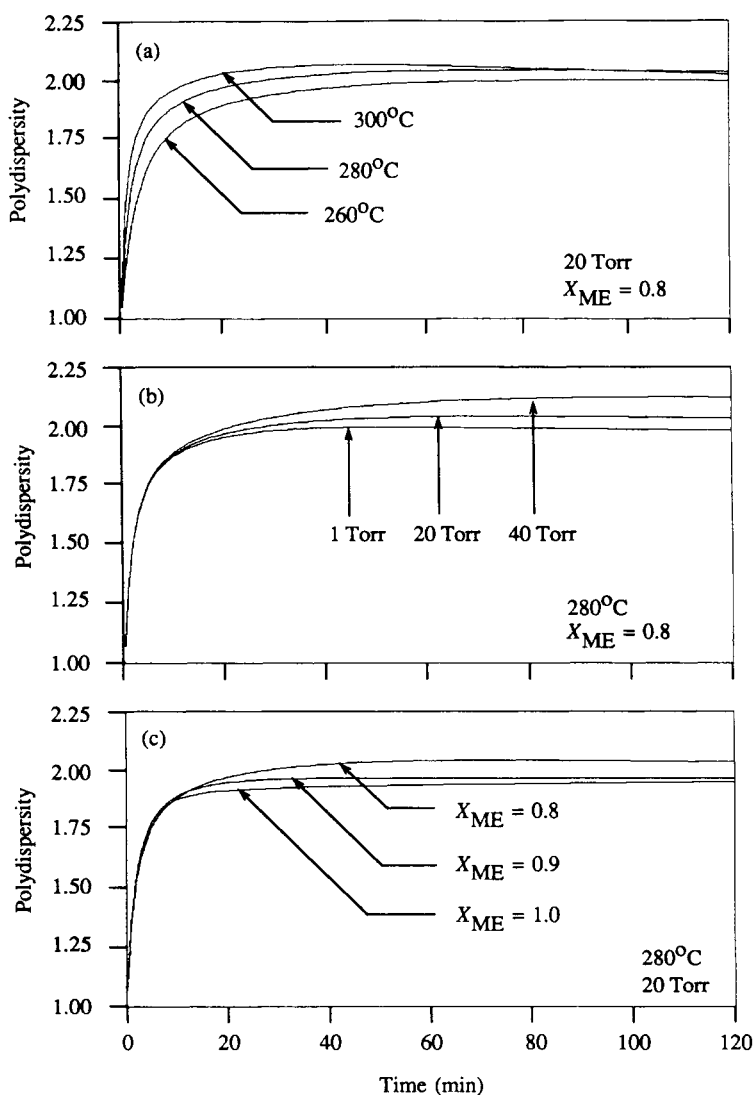 2.25
(a)
2.00
300°C
1.75
280°C
1.50
260°C
1.25
20 Torr
X_ME = 0.8
1.00
Polydispersity
2.25
(b)
2.00
1.75
1 Torr
20 Torr
40 Torr
1.50
1.25
280°C
X_ME = 0.8
1.00
Polydispersity
2.25
(c)
2.00
X_ME = 0.8
1.75
X_ME = 0.9
1.50
X_ME = 1.0
1.25
280°C
20 Torr
1.00
Polydispersity
0 20 40 60 80 100 120
Time (min)